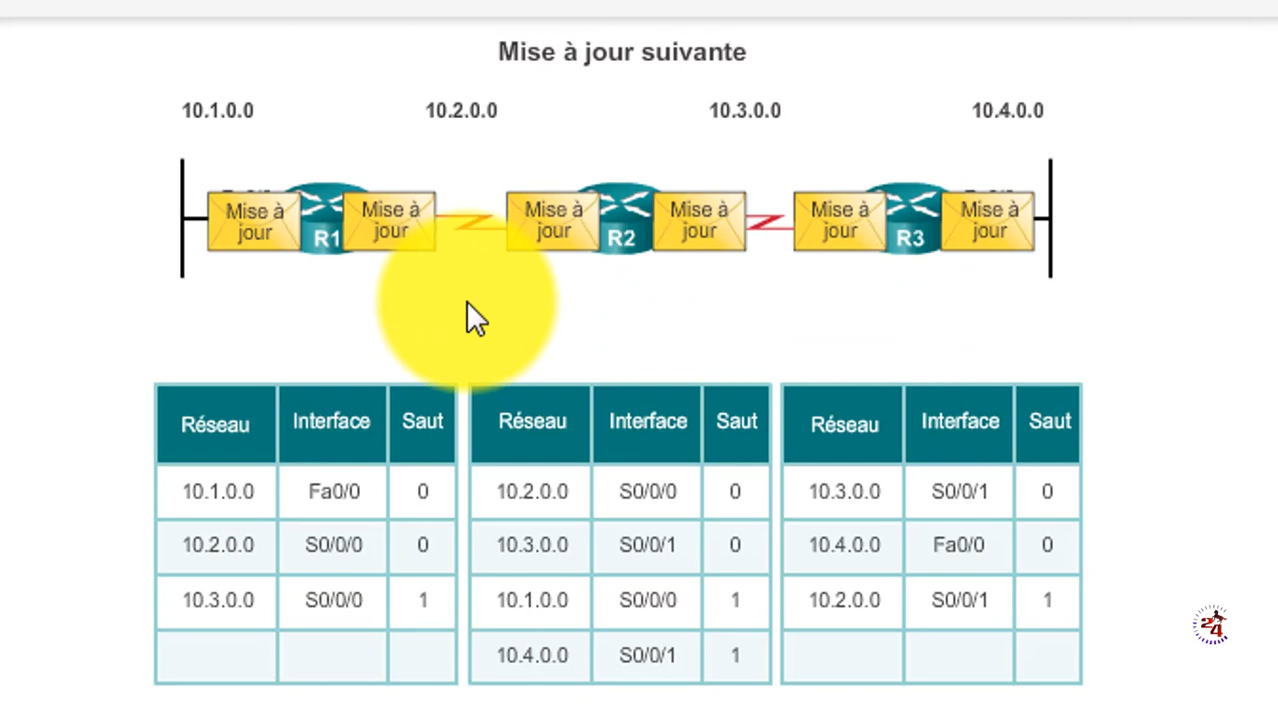 Mise à jour suivante
10.1.0.0 10.2.0.0 10.3.0.0 10.4.0.0
Mise à jour R1 Mise à jour Mise à jour R2 Mise à jour Mise à jour R3 Mise à jour
Réseau Interface Saut Réseau Interface Saut Réseau Interface Saut
10.1.0.0 Fa0/0 0 10.2.0.0 S0/0/0 0 10.3.0.0 S0/0/1 0
10.2.0.0 S0/0/0 0 10.3.0.0 S0/0/1 0 10.4.0.0 Fa0/0 0
10.3.0.0 S0/0/0 1 10.1.0.0 S0/0/0 1 10.2.0.0 S0/0/1 1
10.4.0.0 S0/0/1 1
24